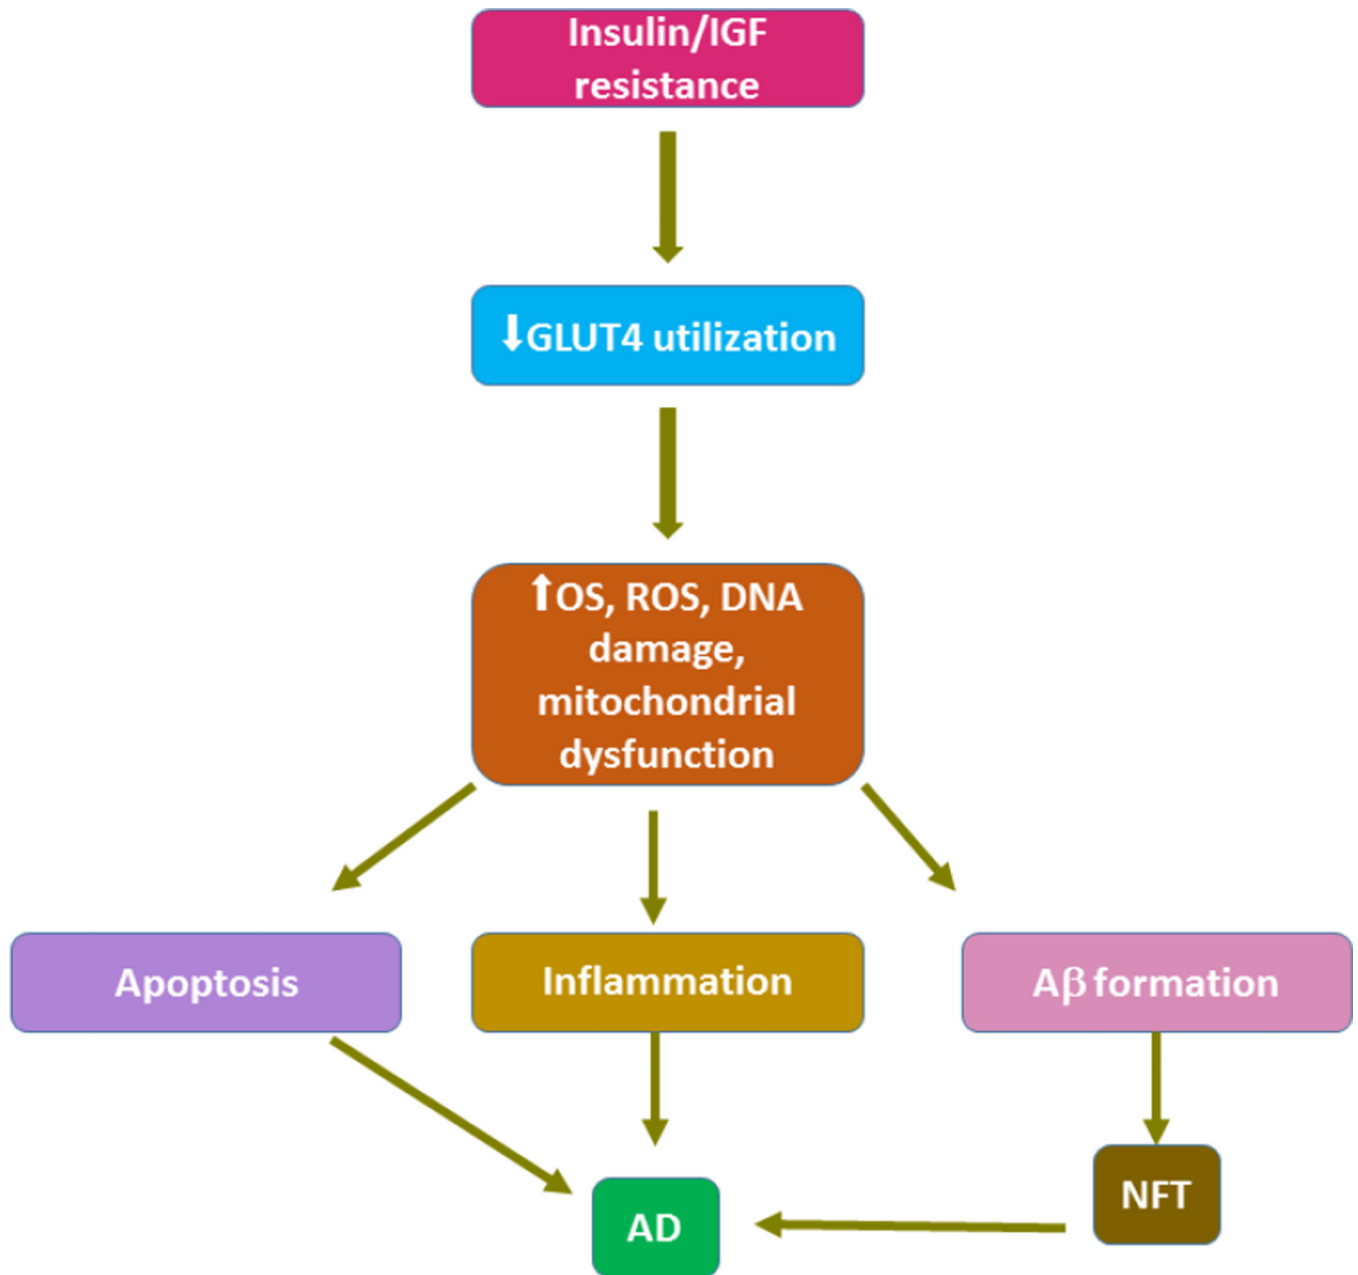 Insulin/IGF
resistance
↓GLUT4 utilization
↑OS, ROS, DNA
damage,
mitochondrial
dysfunction
Apoptosis
Inflammation
Aβ formation
NFT
AD